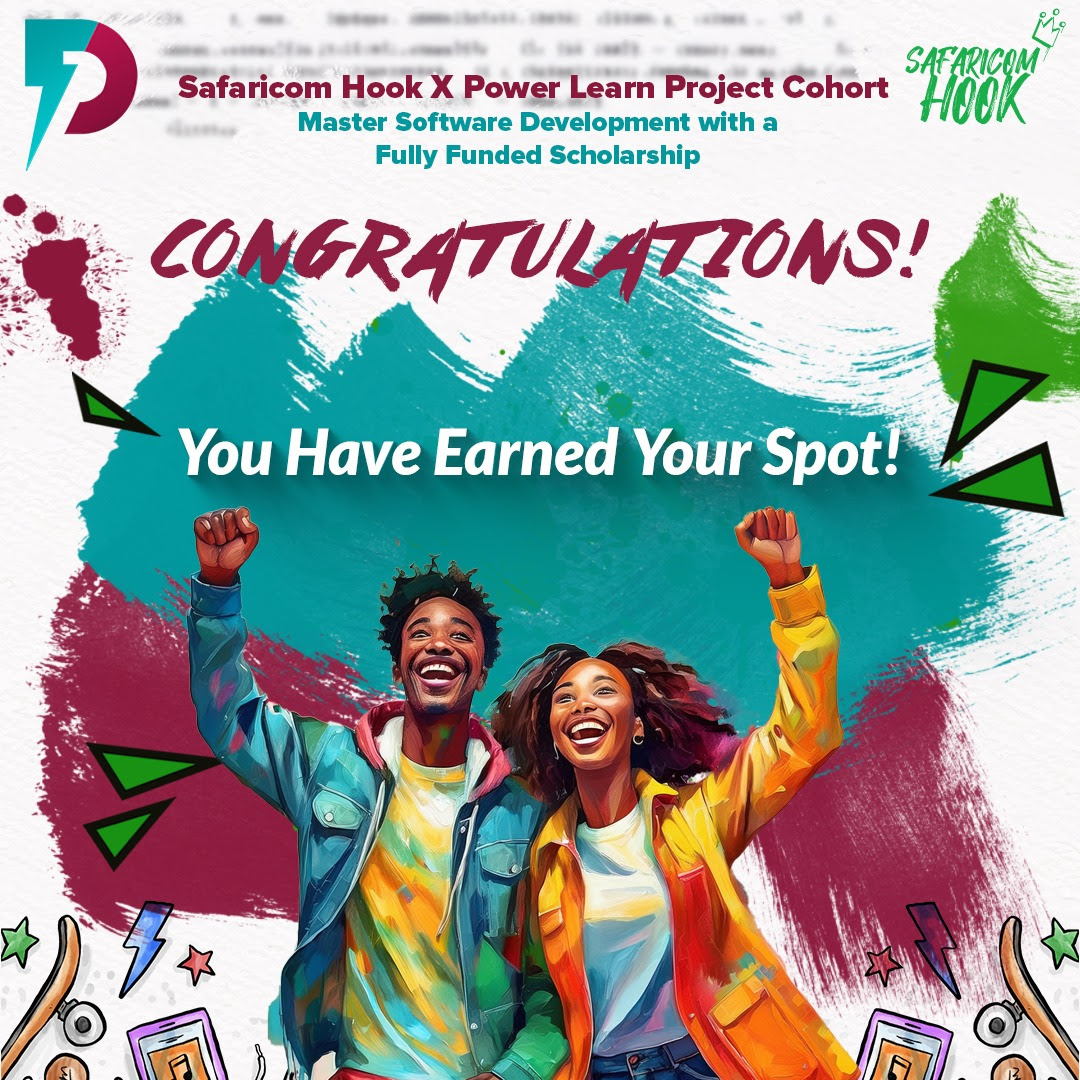 Safaricom Hook X Power Learn Project Cohort
Master Software Development with a
Fully Funded Scholarship
SAFARICOM
HOOK
CONGRATULATIONS!
You Have Earned Your Spot!